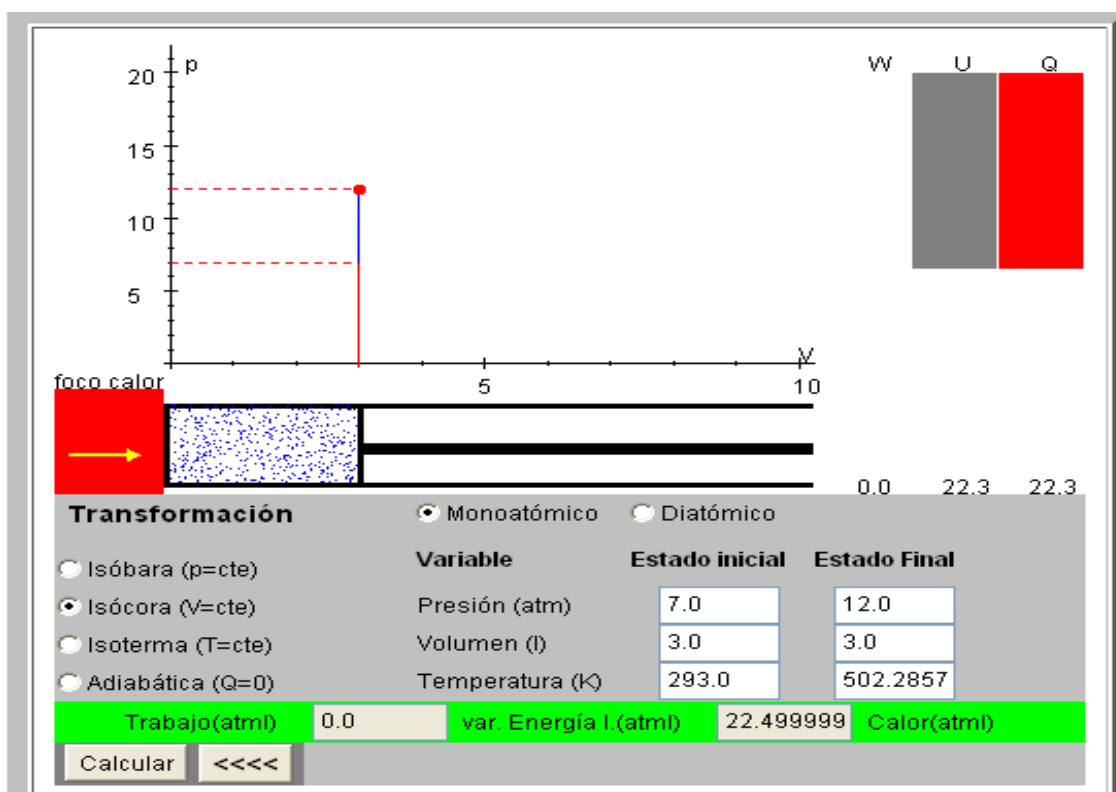 p W U Q
20
15
10
5
V
foco calor 5 10
0.0 22.3 22.3
Transformación Monoatómico Diatómico
Isóbara (p=cte) Variable Estado inicial Estado Final
Isócora (V=cte) Presión (atm) 7.0 12.0
Isoterma (T=cte) Volumen (l) 3.0 3.0
Adiabática (Q=0) Temperatura (K) 293.0 502.2857
Trabajo(atml) 0.0 var. Energía I.(atml) 22.499999 Calor(atml)
Calcular <<<<